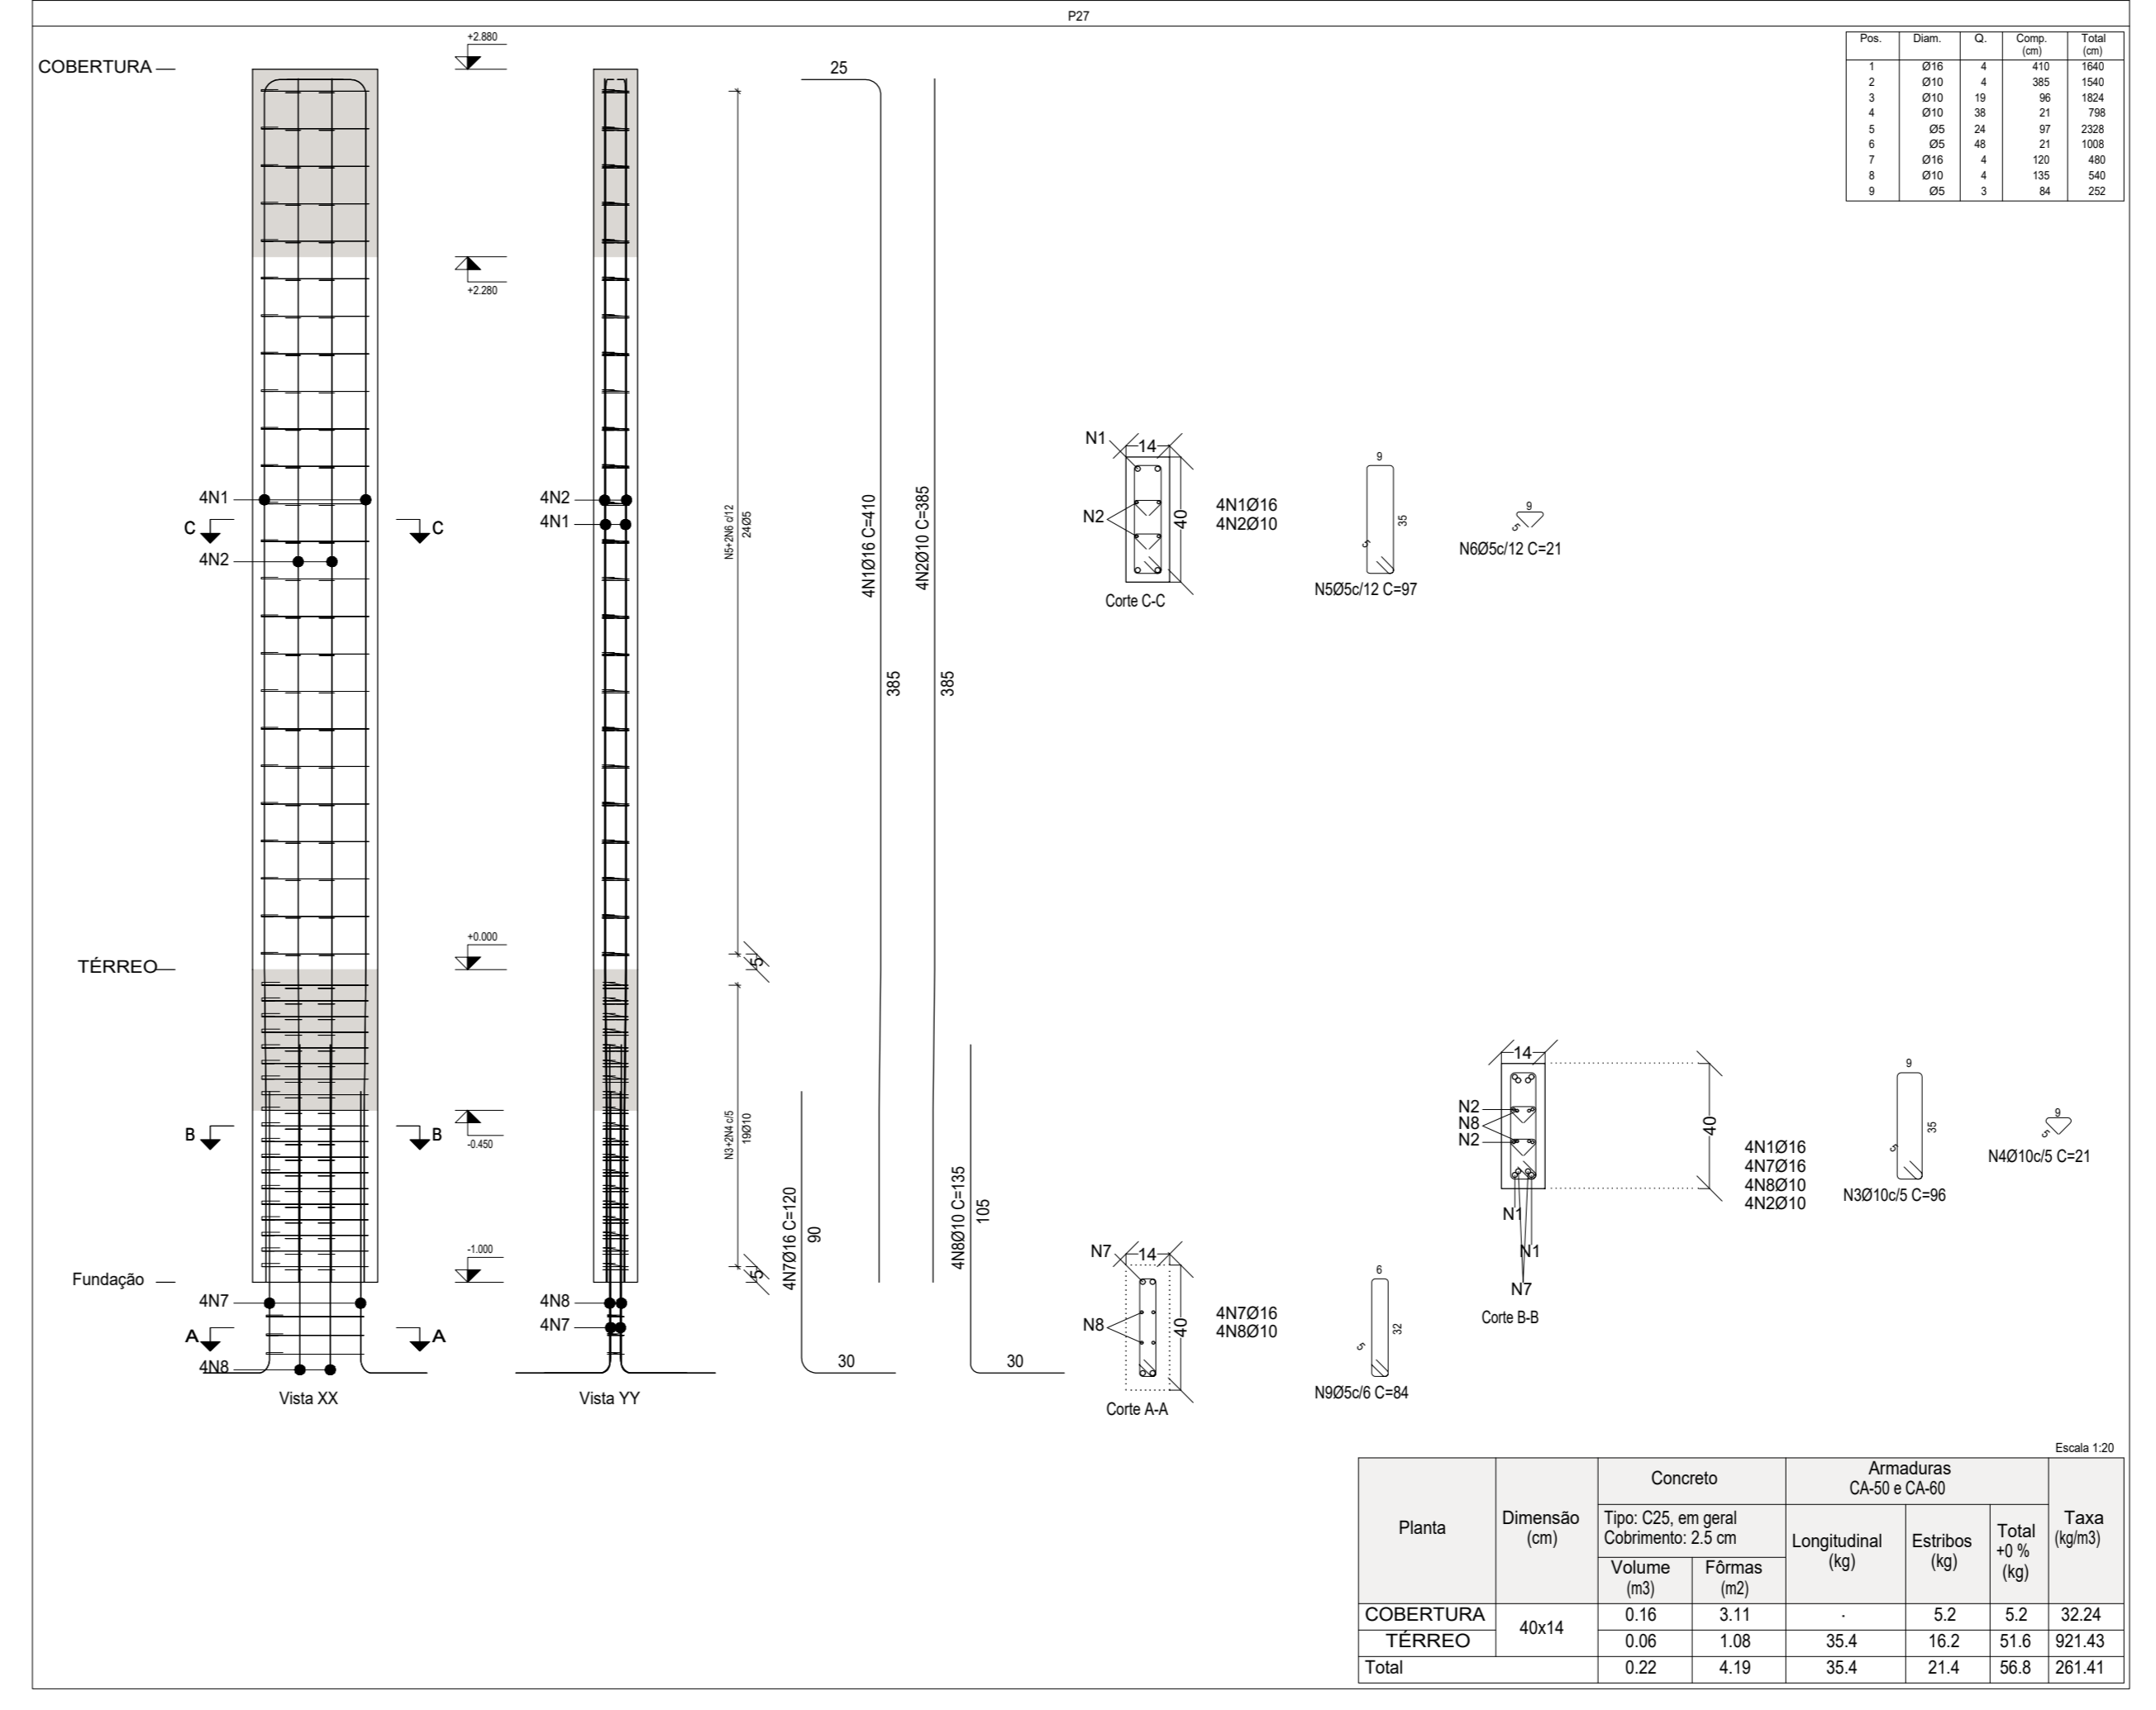 P27
COBERTURA
+2.880
+2.280
4N1
C
C
4N2
TÉRREO
+0.000
B
B
-0.450
Fundação
-1.000
4N7
A
A
4N8
Vista XX
4N2
4N1
4N8
4N7
Vista YY
N5+2N6 c/12
24Ø5
5
N3+2N4 c/5
19Ø10
5
25
4N1Ø16 C=410
385
4N2Ø10 C=385
385
4N7Ø16 C=120
90
30
4N8Ø10 C=135
105
30
N1
14
N2
40
4N1Ø16
4N2Ø10
Corte C-C
9
35
5
N5Ø5c/12 C=97
9
5
N6Ø5c/12 C=21
14
N2
N8
N2
40
4N1Ø16
4N7Ø16
4N8Ø10
4N2Ø10
N1
N1
N7
Corte B-B
9
35
5
N3Ø10c/5 C=96
9
5
N4Ø10c/5 C=21
N7
14
N8
40
4N7Ø16
4N8Ø10
Corte A-A
6
32
5
N9Ø5c/6 C=84
Pos. Diam. Q. Comp. (cm) Total (cm)
1 Ø16 4 410 1640
2 Ø10 4 385 1540
3 Ø10 19 96 1824
4 Ø10 38 21 798
5 Ø5 24 97 2328
6 Ø5 48 21 1008
7 Ø16 4 120 480
8 Ø10 4 135 540
9 Ø5 3 84 252
Escala 1:20
Planta
Dimensão
(cm)
Concreto
Tipo: C25, em geral
Cobrimento: 2.5 cm
Volume
(m3)
Fôrmas
(m2)
Armaduras
CA-50 e CA-60
Longitudinal
(kg)
Estribos
(kg)
Total
+0 %
(kg)
Taxa
(kg/m3)
COBERTURA 40x14 0.16 3.11 · 5.2 5.2 32.24
TÉRREO 0.06 1.08 35.4 16.2 51.6 921.43
Total 0.22 4.19 35.4 21.4 56.8 261.41